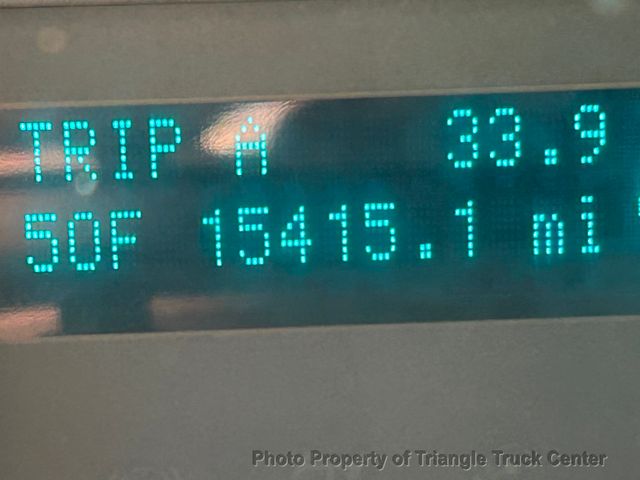 TRIP A 33.9
50F 15415.1 mi
Photo Property of Triangle Truck Center